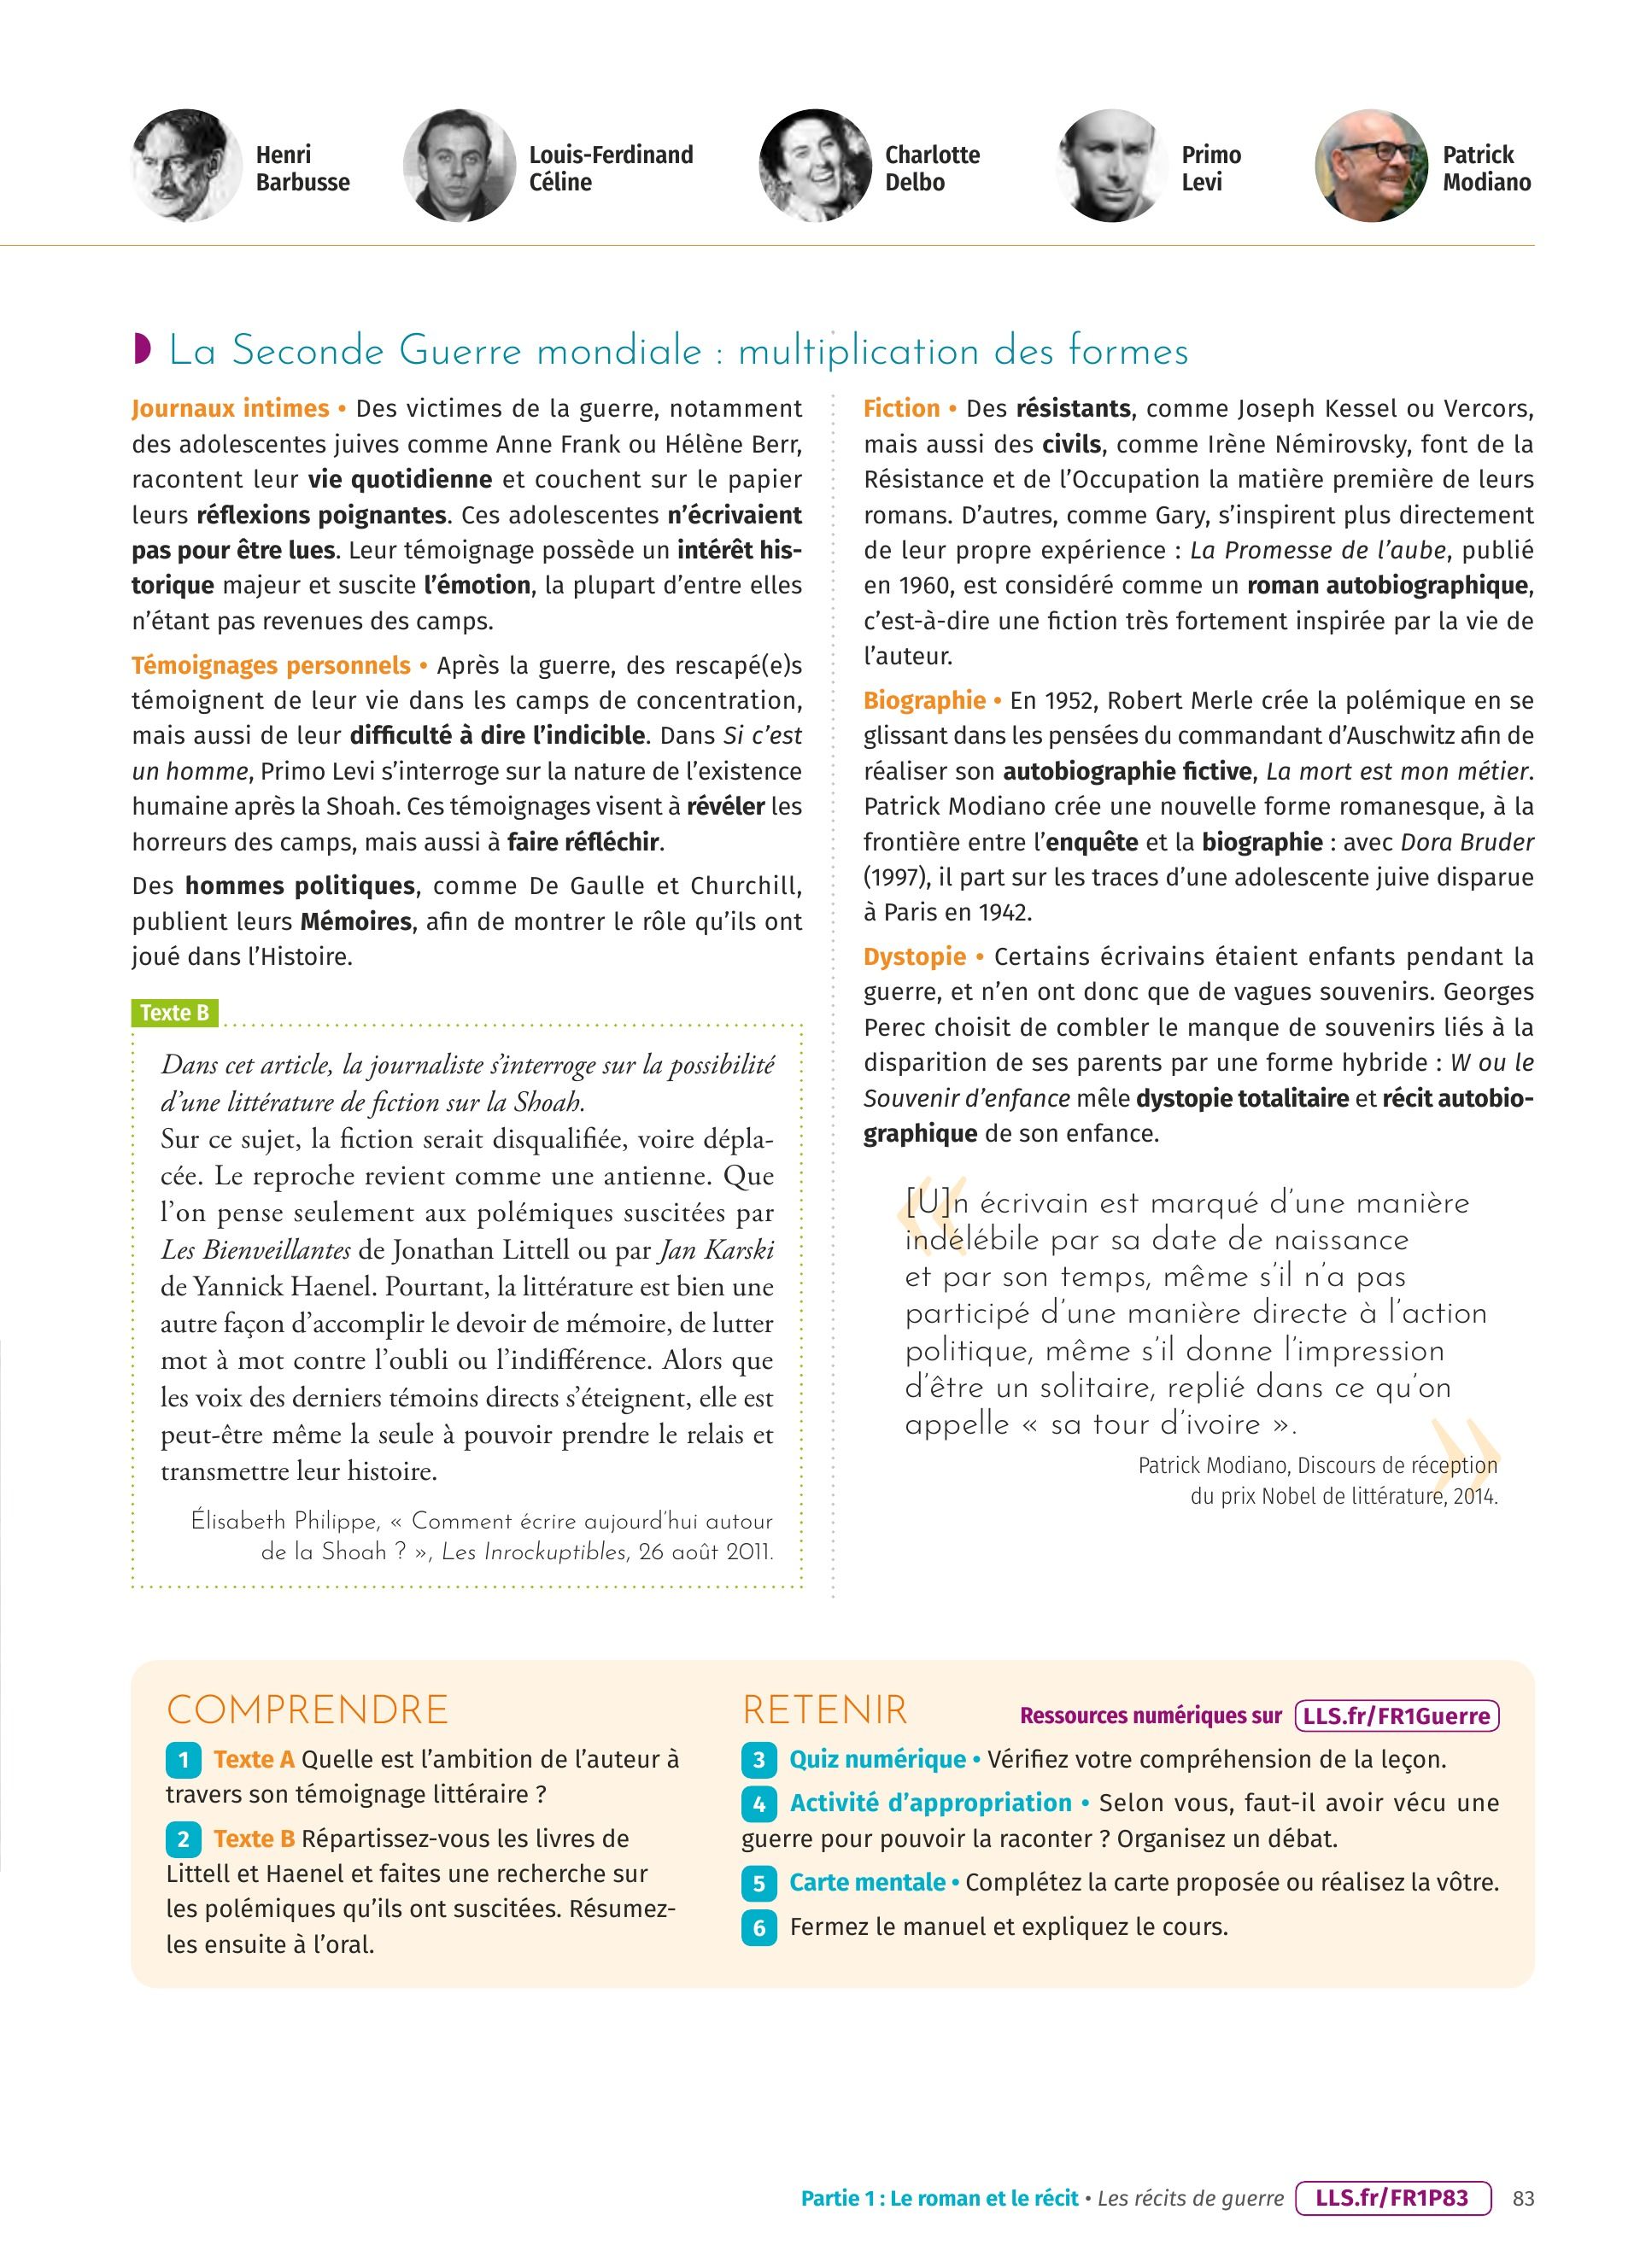 Henri
Barbusse
Louis-Ferdinand
Céline
Charlotte
Delbo
Primo
Levi
Patrick
Modiano
La Seconde Guerre mondiale : multiplication des formes
Journaux intimes • Des victimes de la guerre, notamment
des adolescentes juives comme Anne Frank ou Hélène Berr,
racontent leur vie quotidienne et couchent sur le papier
leurs réflexions poignantes. Ces adolescentes n’écrivaient
pas pour être lues. Leur témoignage possède un intérêt his-
torique majeur et suscite l’émotion, la plupart d’entre elles
n’étant pas revenues des camps.
Témoignages personnels • Après la guerre, des rescapé(e)s
témoignent de leur vie dans les camps de concentration,
mais aussi de leur difficulté à dire l’indicible. Dans Si c’est
un homme, Primo Levi s’interroge sur la nature de l’existence
humaine après la Shoah. Ces témoignages visent à révéler les
horreurs des camps, mais aussi à faire réfléchir.
Des hommes politiques, comme De Gaulle et Churchill,
publient leurs Mémoires, afin de montrer le rôle qu’ils ont
joué dans l’Histoire.
Texte B
Dans cet article, la journaliste s’interroge sur la possibilité
d’une littérature de fiction sur la Shoah.
Sur ce sujet, la fiction serait disqualifiée, voire dépla-
cée. Le reproche revient comme une antienne. Que
l’on pense seulement aux polémiques suscitées par
Les Bienveillantes de Jonathan Littell ou par Jan Karski
de Yannick Haenel. Pourtant, la littérature est bien une
autre façon d’accomplir le devoir de mémoire, de lutter
mot à mot contre l’oubli ou l’indifférence. Alors que
les voix des derniers témoins directs s’éteignent, elle est
peut-être même la seule à pouvoir prendre le relais et
transmettre leur histoire.
Élisabeth Philippe, « Comment écrire aujourd’hui autour
de la Shoah ? », Les Inrockuptibles, 26 août 2011.
Fiction • Des résistants, comme Joseph Kessel ou Vercors,
mais aussi des civils, comme Irène Némirovsky, font de la
Résistance et de l’Occupation la matière première de leurs
romans. D’autres, comme Gary, s’inspirent plus directement
de leur propre expérience : La Promesse de l’aube, publié
en 1960, est considéré comme un roman autobiographique,
c’est-à-dire une fiction très fortement inspirée par la vie de
l’auteur.
Biographie • En 1952, Robert Merle crée la polémique en se
glissant dans les pensées du commandant d’Auschwitz afin de
réaliser son autobiographie fictive, La mort est mon métier.
Patrick Modiano crée une nouvelle forme romanesque, à la
frontière entre l’enquête et la biographie : avec Dora Bruder
(1997), il part sur les traces d’une adolescente juive disparue
à Paris en 1942.
Dystopie • Certains écrivains étaient enfants pendant la
guerre, et n’en ont donc que de vagues souvenirs. Georges
Perec choisit de combler le manque de souvenirs liés à la
disparition de ses parents par une forme hybride : W ou le
Souvenir d’enfance mêle dystopie totalitaire et récit autobio-
graphique de son enfance.
« [U]n écrivain est marqué d’une manière
indélébile par sa date de naissance
et par son temps, même s’il n’a pas
participé d’une manière directe à l’action
politique, même s’il donne l’impression
d’être un solitaire, replié dans ce qu’on
appelle « sa tour d’ivoire ». »
Patrick Modiano, Discours de réception
du prix Nobel de littérature, 2014.
COMPRENDRE
1 Texte A Quelle est l’ambition de l’auteur à
travers son témoignage littéraire ?
2 Texte B Répartissez-vous les livres de
Littell et Haenel et faites une recherche sur
les polémiques qu’ils ont suscitées. Résumez-
les ensuite à l’oral.
RETENIR
Ressources numériques sur LLS.fr/FR1Guerre
3 Quiz numérique • Vérifiez votre compréhension de la leçon.
4 Activité d’appropriation • Selon vous, faut-il avoir vécu une
guerre pour pouvoir la raconter ? Organisez un débat.
5 Carte mentale • Complétez la carte proposée ou réalisez la vôtre.
6 Fermez le manuel et expliquez le cours.
Partie 1 : Le roman et le récit • Les récits de guerre LLS.fr/FR1P83 83